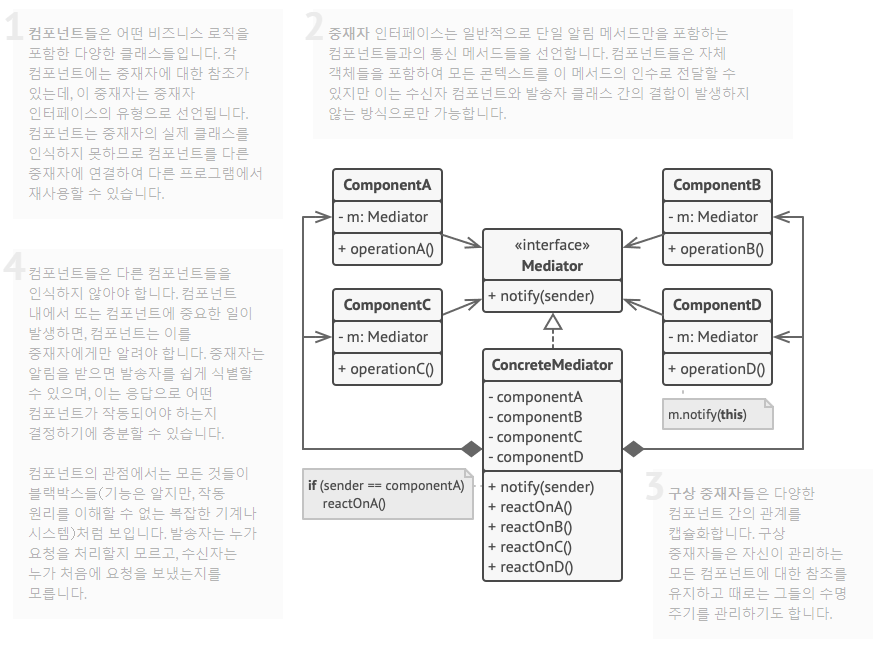 1
컴포넌트들은 어떤 비즈니스 로직을
포함한 다양한 클래스들입니다. 각
컴포넌트에는 중재자에 대한 참조가
있는데, 이 중재자는 중재자
인터페이스의 유형으로 선언됩니다.
컴포넌트는 중재자의 실제 클래스를
인식하지 못하므로 컴포넌트를 다른
중재자에 연결하여 다른 프로그램에서
재사용할 수 있습니다.
2
중재자 인터페이스는 일반적으로 단일 알림 메서드만을 포함하는
컴포넌트들과의 통신 메서드들을 선언합니다. 컴포넌트들은 자체
객체들을 포함하여 모든 콘텍스트를 이 메서드의 인수로 전달할 수
있지만 이는 수신자 컴포넌트와 발송자 클래스 간의 결합이 발생하지
않는 방식으로만 가능합니다.
ComponentA
- m: Mediator
+ operationA()
ComponentB
- m: Mediator
+ operationB()
«interface»
Mediator
+ notify(sender)
ComponentC
- m: Mediator
+ operationC()
ComponentD
- m: Mediator
+ operationD()
m.notify(this)
ConcreteMediator
- componentA
- componentB
- componentC
- componentD
+ notify(sender)
+ reactOnA()
+ reactOnB()
+ reactOnC()
+ reactOnD()
if (sender == componentA)
reactOnA()
3
구상 중재자들은 다양한
컴포넌트 간의 관계를
캡슐화합니다. 구상
중재자들은 자신이 관리하는
모든 컴포넌트에 대한 참조를
유지하고 때로는 그들의 수명
주기를 관리하기도 합니다.
4
컴포넌트들은 다른 컴포넌트들을
인식하지 않아야 합니다. 컴포넌트
내에서 또는 컴포넌트에 중요한 일이
발생하면, 컴포넌트는 이를
중재자에게만 알려야 합니다. 중재자는
알림을 받으면 발송자를 쉽게 식별할
수 있으며, 이는 응답으로 어떤
컴포넌트가 작동되어야 하는지
결정하기에 충분할 수 있습니다.
컴포넌트의 관점에서는 모든 것들이
블랙박스들(기능은 알지만, 작동
원리를 이해할 수 없는 복잡한 기계나
시스템)처럼 보입니다. 발송자는 누가
요청을 처리할지 모르고, 수신자는
누가 처음에 요청을 보냈는지를
모릅니다.